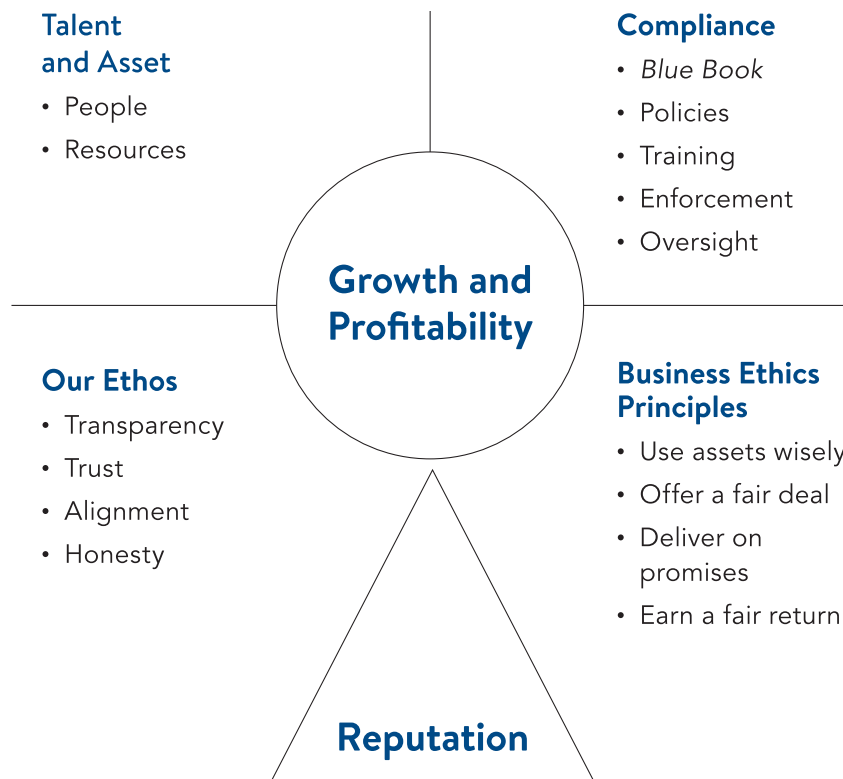 Talent
and Asset
• People
• Resources
Compliance
• Blue Book
• Policies
• Training
• Enforcement
• Oversight
Growth and
Profitability
Our Ethos
• Transparency
• Trust
• Alignment
• Honesty
Business Ethics
Principles
• Use assets wisely
• Offer a fair deal
• Deliver on
promises
• Earn a fair return
Reputation